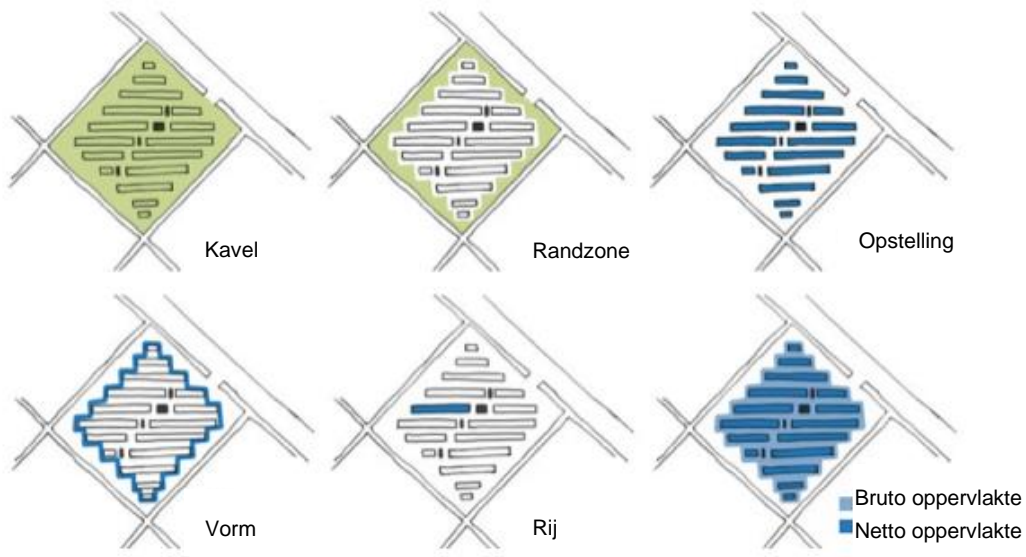 Kavel
Randzone
Opstelling
Vorm
Rij
Bruto oppervlakte
Netto oppervlakte